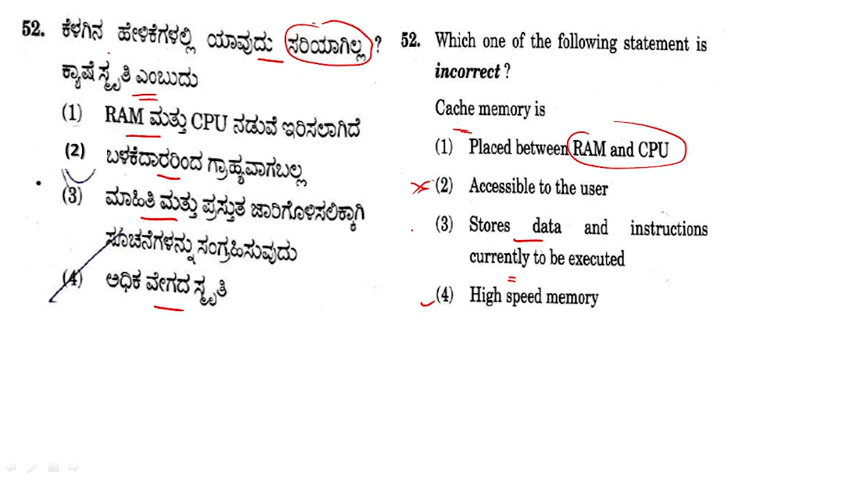 52. ಕೆಳಗಿನ ಹೇಳಿಕೆಗಳಲ್ಲಿ ಯಾವುದು ಸರಿಯಾಗಿಲ್ಲ ?
ಕ್ಯಾಷೆ ಸ್ಮೃತಿ ಎಂಬುದು
(1) RAM ಮತ್ತು CPU ನಡುವೆ ಇರಿಸಲಾಗಿದೆ
(2) ಬಳಕೆದಾರರಿಂದ ಗ್ರಾಹ್ಯವಾಗಬಲ್ಲ
(3) ಮಾಹಿತಿ ಮತ್ತು ಪ್ರಸ್ತುತ ಜಾರಿಗೊಳಿಸಲಿಕ್ಕಾಗಿ
ಸೂಚನೆಗಳನ್ನು ಸಂಗ್ರಹಿಸುವುದು
(4) ಅಧಿಕ ವೇಗದ ಸ್ಮೃತಿ
52. Which one of the following statement is
incorrect ?
Cache memory is
(1) Placed between RAM and CPU
(2) Accessible to the user
(3) Stores data and instructions
currently to be executed
(4) High speed memory